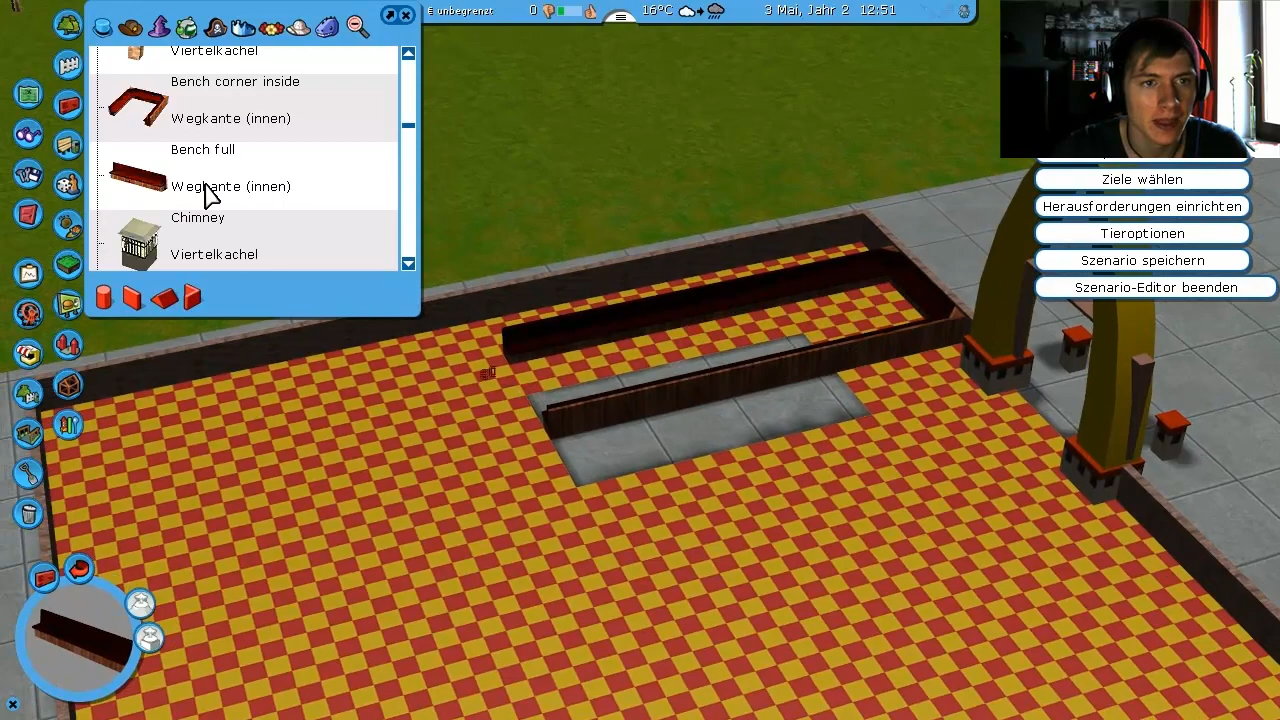 £ unbegrenzt
0
16°C
3 Mai, Jahr 2 12:51
Viertelkachel
Bench corner inside
Wegkante (innen)
Bench full
Wegkante (innen)
Chimney
Viertelkachel
Ziele wählen
Herausforderungen einrichten
Tieroptionen
Szenario speichern
Szenario-Editor beenden